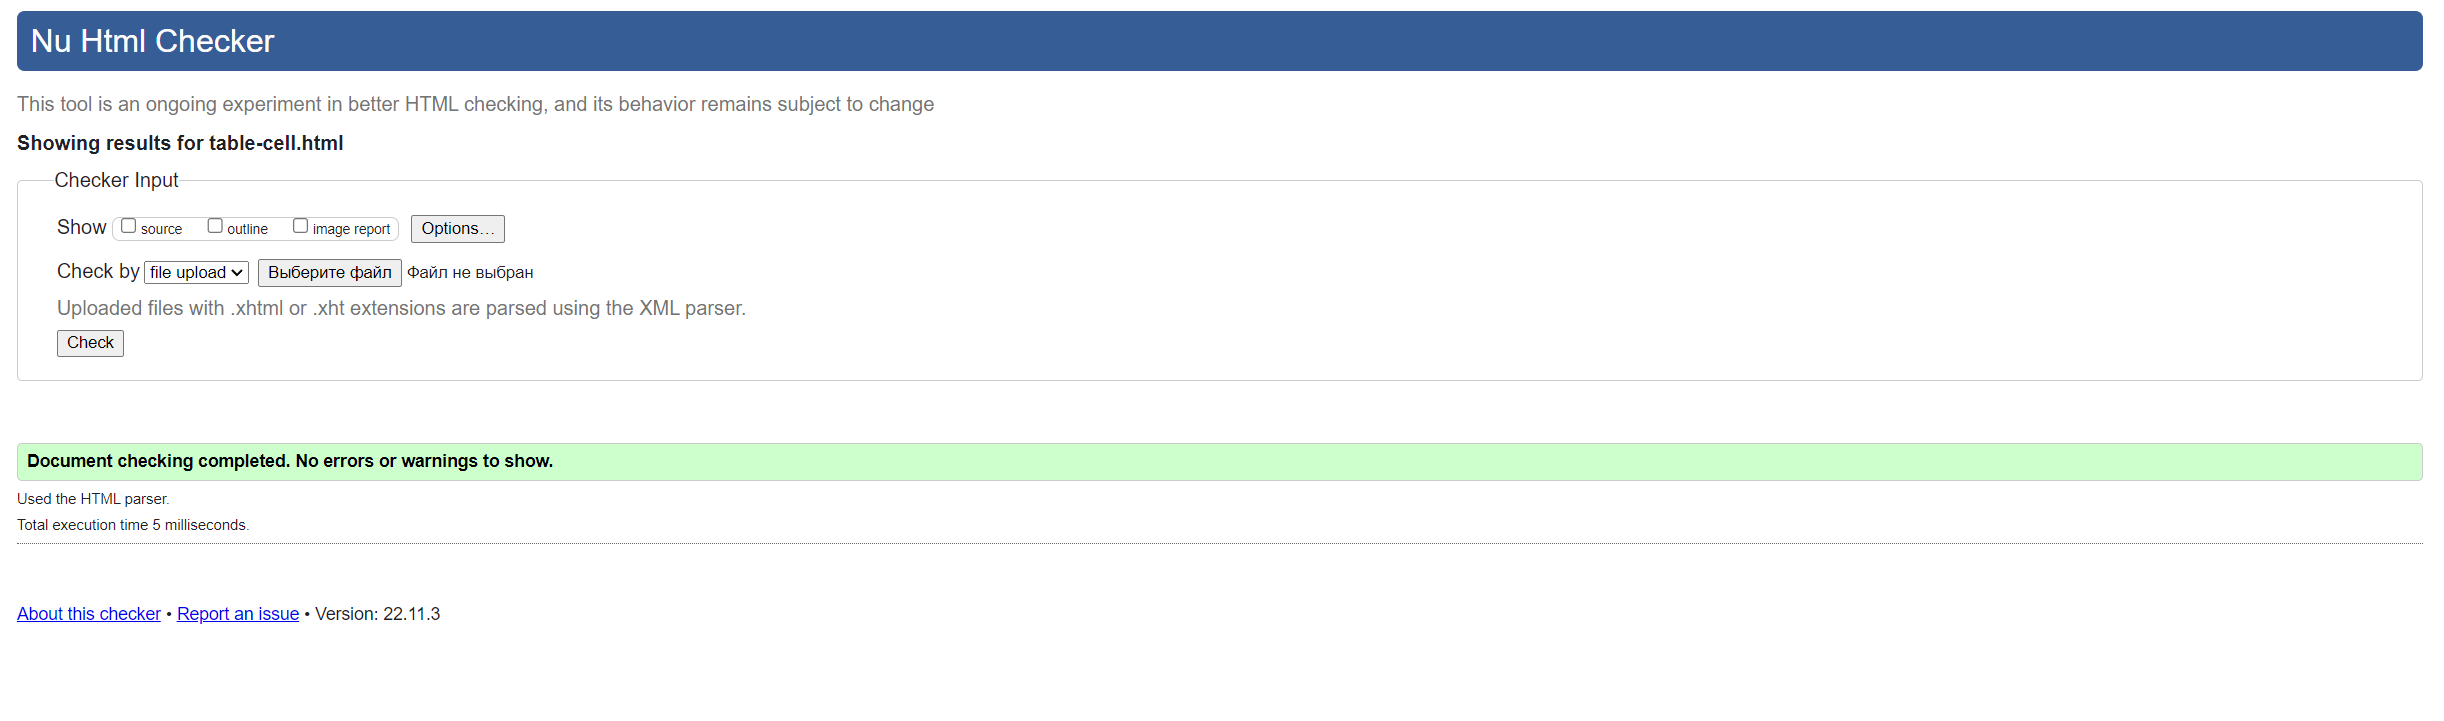 Nu Html Checker
This tool is an ongoing experiment in better HTML checking, and its behavior remains subject to change
Showing results for table-cell.html
Checker Input
Show source outline image report Options…
Check by file upload Выберите файл Файл не выбран
Uploaded files with .xhtml or .xht extensions are parsed using the XML parser.
Check
Document checking completed. No errors or warnings to show.
Used the HTML parser.
Total execution time 5 milliseconds.
About this checker • Report an issue • Version: 22.11.3